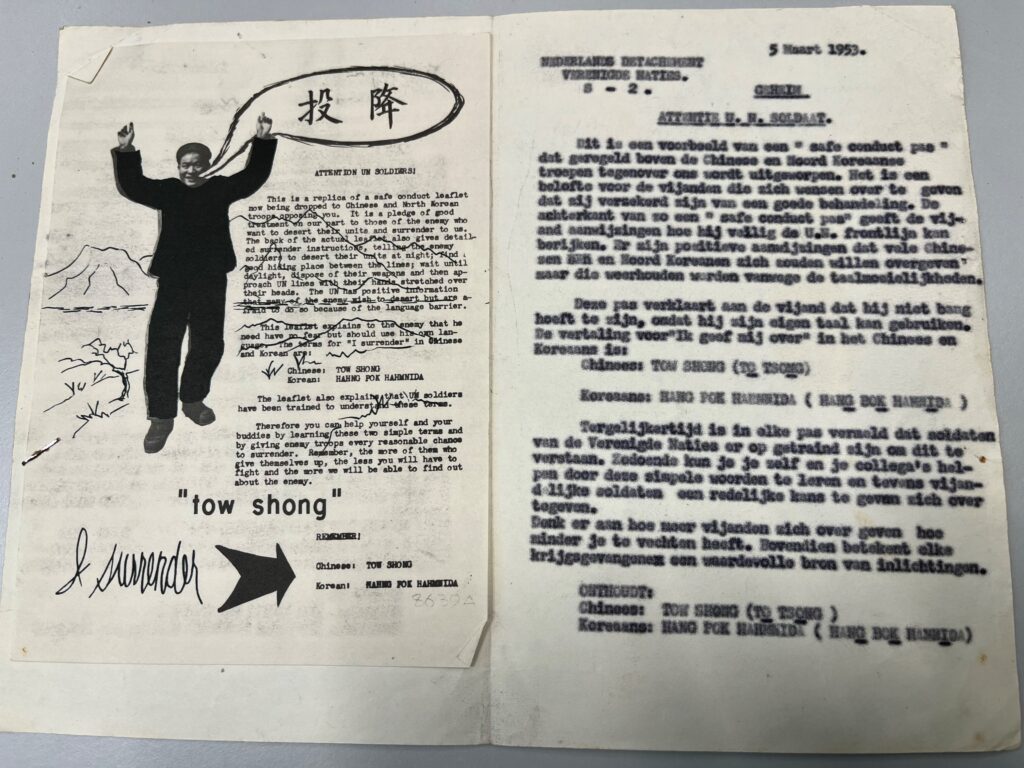 投降
ATTENTION UN SOLDIERS!
This is a replica of a safe conduct leaflet
now being dropped to Chinese and North Korean
troops opposing you. It is a pledge of good
treatment on our part to those of the enemy who
want to desert their units and surrender to us.
The back of the actual leaflet also gives detail-
ed surrender instructions, telling the enemy
soldiers to desert their units at night; find
good hiding place between the lines; wait until
daylight, dispose of their weapons and then ap-
proach UN lines with their hands stretched over
their heads. The UN has positive information
that many of the enemy wish to desert but are a-
fraid to do so because of the language barrier.
This leaflet explains to the enemy that he
need have no fear but should use his own lan-
guage. The terms for "I surrender" in Chinese
and Korean are:
Chinese: TOW SHONG
Korean: HAHNG POK HAHMNIDA
The leaflet also explains that UN soldiers
have been trained to understand these terms.
Therefore you can help yourself and your
buddies by learning these two simple terms and
by giving enemy troops every reasonable chance
to surrender. Remember, the more of them who
give themselves up, the less you will have to
fight and the more we will be able to find out
about the enemy.
"tow shong"
REMEMBER!
I surrender
Chinese: TOW SHONG
Korean: HAHNG POK HAHMNIDA
5 Maart 1953.
NEDERLANDS DETACHEMENT
VERENIGDE NATIES.
S - 2.
GEHEIM
ATTENTIE U. N. SOLDAAT.
Dit is een voorbeeld van een " safe conduct pas "
dat geregeld boven de Chinese en Noord Koreaanse
troepen tegenover ons wordt uitgeworpen. Het is een
belofte voor de vijanden die zich wensen over te geven
dat zij verzekerd zijn van een goede behandeling. De
achterkant van zo een " safe conduct pas" geeft de vij-
and aanwijzingen hoe hij veilig de U.N. frontlijn kan
berijken. Er zijn positieve aanwijzingen dat vele Chine-
sen en Noord Koreanen zich zouden willen overgeven
maar die weerhouden werden vanwege de taalmoeilijkheden.
Deze pas verklaart aan de vijand dat hij niet bang
hoeft te zijn, omdat hij zijn eigen taal kan gebruiken.
De vertaling voor"Ik geef mij over" in het Chinees en
Koreaans is:
Chinees: TOW SHONG (TO TSONG)
Koreaans: HANG POK HAHMNIDA ( HANG BOK HAMNIDA )
Tergelijkertijd is in elke pas vermeld dat soldaten
van de Verenigde Naties er op getraind zijn om dit te
verstaan. Zodoende kun je je zelf en je collega's hel-
pen door deze simpele woorden te leren en tevens vijan-
delijke soldaten een redelijke kans te geven zich over
tegeven.
Denk er aan hoe meer vijanden zich over geven hoe
minder je te vechten heeft. Bovendien betekent elke
krijgsgevangene een waardevolle bron van inlichtingen.
ONTHOUDT:
Chinees: TOW SHONG (TO TSONG )
Koreaans: HANG POK HAHMNIDA ( HANG BOK HAMNIDA)